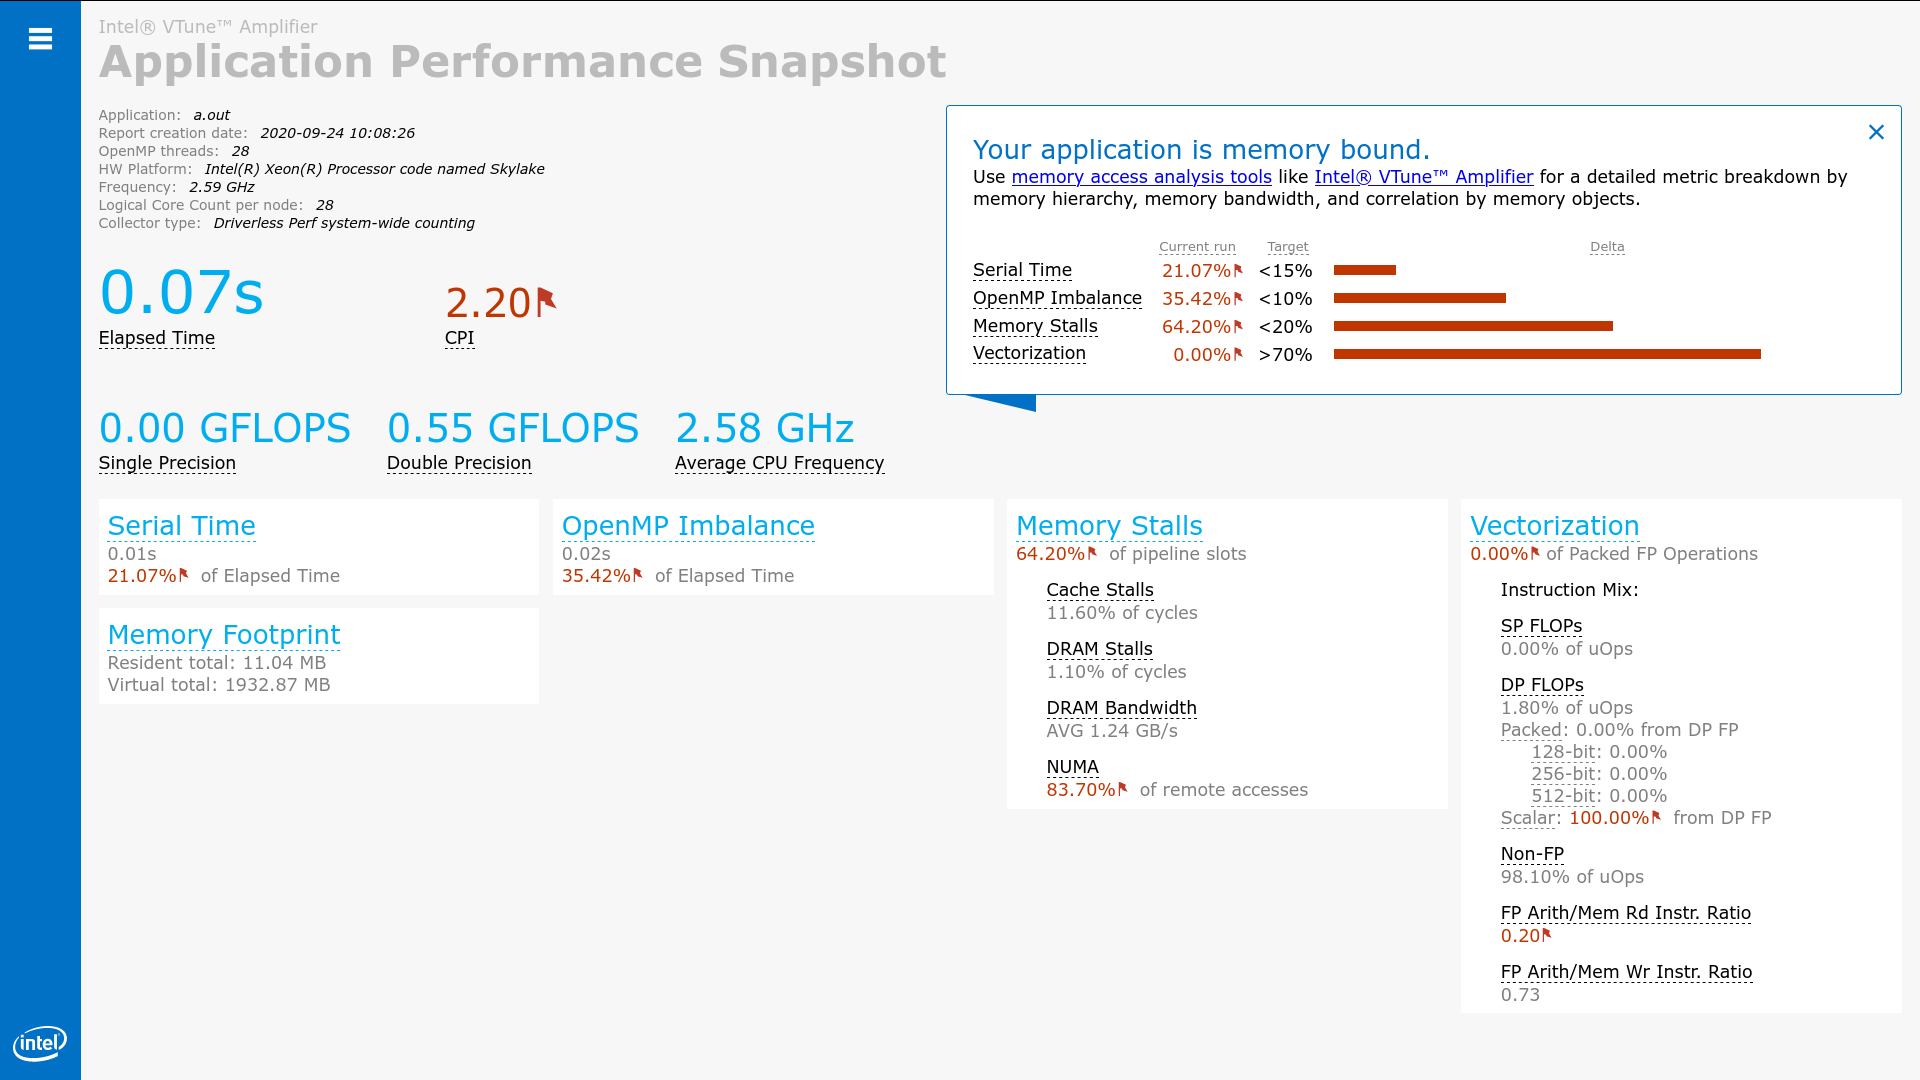 Intel® VTune™ Amplifier
Application Performance Snapshot
Application: a.out
Report creation date: 2020-09-24 10:08:26
OpenMP threads: 28
HW Platform: Intel(R) Xeon(R) Processor code named Skylake
Frequency: 2.59 GHz
Logical Core Count per node: 28
Collector type: Driverless Perf system-wide counting
0.07s
Elapsed Time
2.20
CPI
Your application is memory bound.
Use memory access analysis tools like Intel® VTune™ Amplifier for a detailed metric breakdown by
memory hierarchy, memory bandwidth, and correlation by memory objects.
Current run Target Delta
Serial Time 21.07% <15%
OpenMP Imbalance 35.42% <10%
Memory Stalls 64.20% <20%
Vectorization 0.00% >70%
0.00 GFLOPS
Single Precision
0.55 GFLOPS
Double Precision
2.58 GHz
Average CPU Frequency
Serial Time
0.01s
21.07% of Elapsed Time
OpenMP Imbalance
0.02s
35.42% of Elapsed Time
Memory Footprint
Resident total: 11.04 MB
Virtual total: 1932.87 MB
Memory Stalls
64.20% of pipeline slots
Cache Stalls
11.60% of cycles
DRAM Stalls
1.10% of cycles
DRAM Bandwidth
AVG 1.24 GB/s
NUMA
83.70% of remote accesses
Vectorization
0.00% of Packed FP Operations
Instruction Mix:
SP FLOPs
0.00% of uOps
DP FLOPs
1.80% of uOps
Packed: 0.00% from DP FP
128-bit: 0.00%
256-bit: 0.00%
512-bit: 0.00%
Scalar: 100.00% from DP FP
Non-FP
98.10% of uOps
FP Arith/Mem Rd Instr. Ratio
0.20
FP Arith/Mem Wr Instr. Ratio
0.73
intel